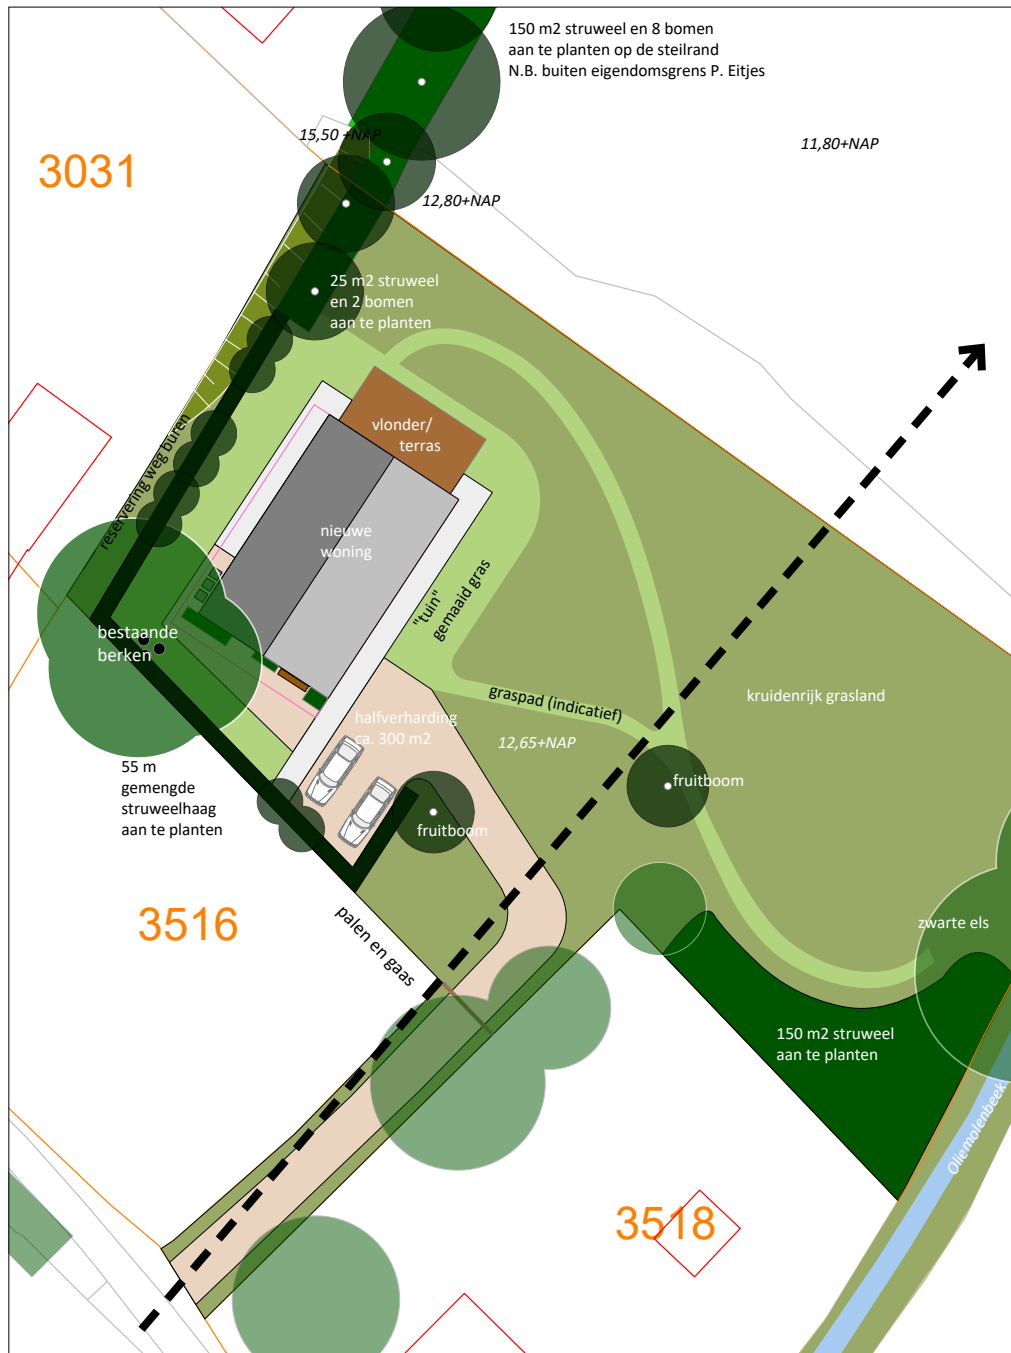 150 m2 struweel en 8 bomen
aan te planten op de steilrand
N.B. buiten eigendomsgrens P. Eitjes
15,50 +NAP
11,80+NAP
3031
12,80+NAP
25 m2 struweel
en 2 bomen
aan te planten
vlonder/
terras
reservering weg buren
nieuwe
woning
"tuin"
gemaaid gras
bestaande
berken
graspad (indicatief)
kruidenrijk grasland
halfverharding
ca. 300 m2
12,65+NAP
55 m
gemengde
struweelhaag
aan te planten
fruitboom
fruitboom
3516
palen en gaas
zwarte els
150 m2 struweel
aan te planten
Oliemolenbeek
3518